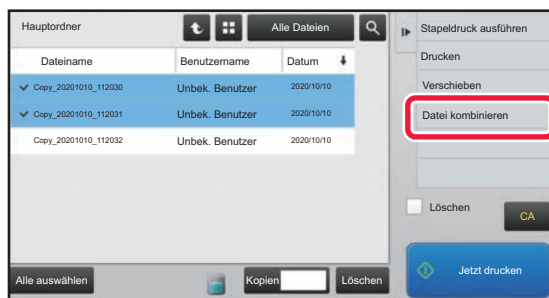 Hauptordner
Alle Dateien
Dateiname Benutzername Datum
Copy_20201010_112030 Unbek. Benutzer 2020/10/10
Copy_20201010_112031 Unbek. Benutzer 2020/10/10
Copy_20201010_112032 Unbek. Benutzer 2020/10/10
Alle auswählen
Kopien
Löschen
Stapeldruck ausführen
Drucken
Verschieben
Datei kombinieren
Löschen
CA
Jetzt drucken